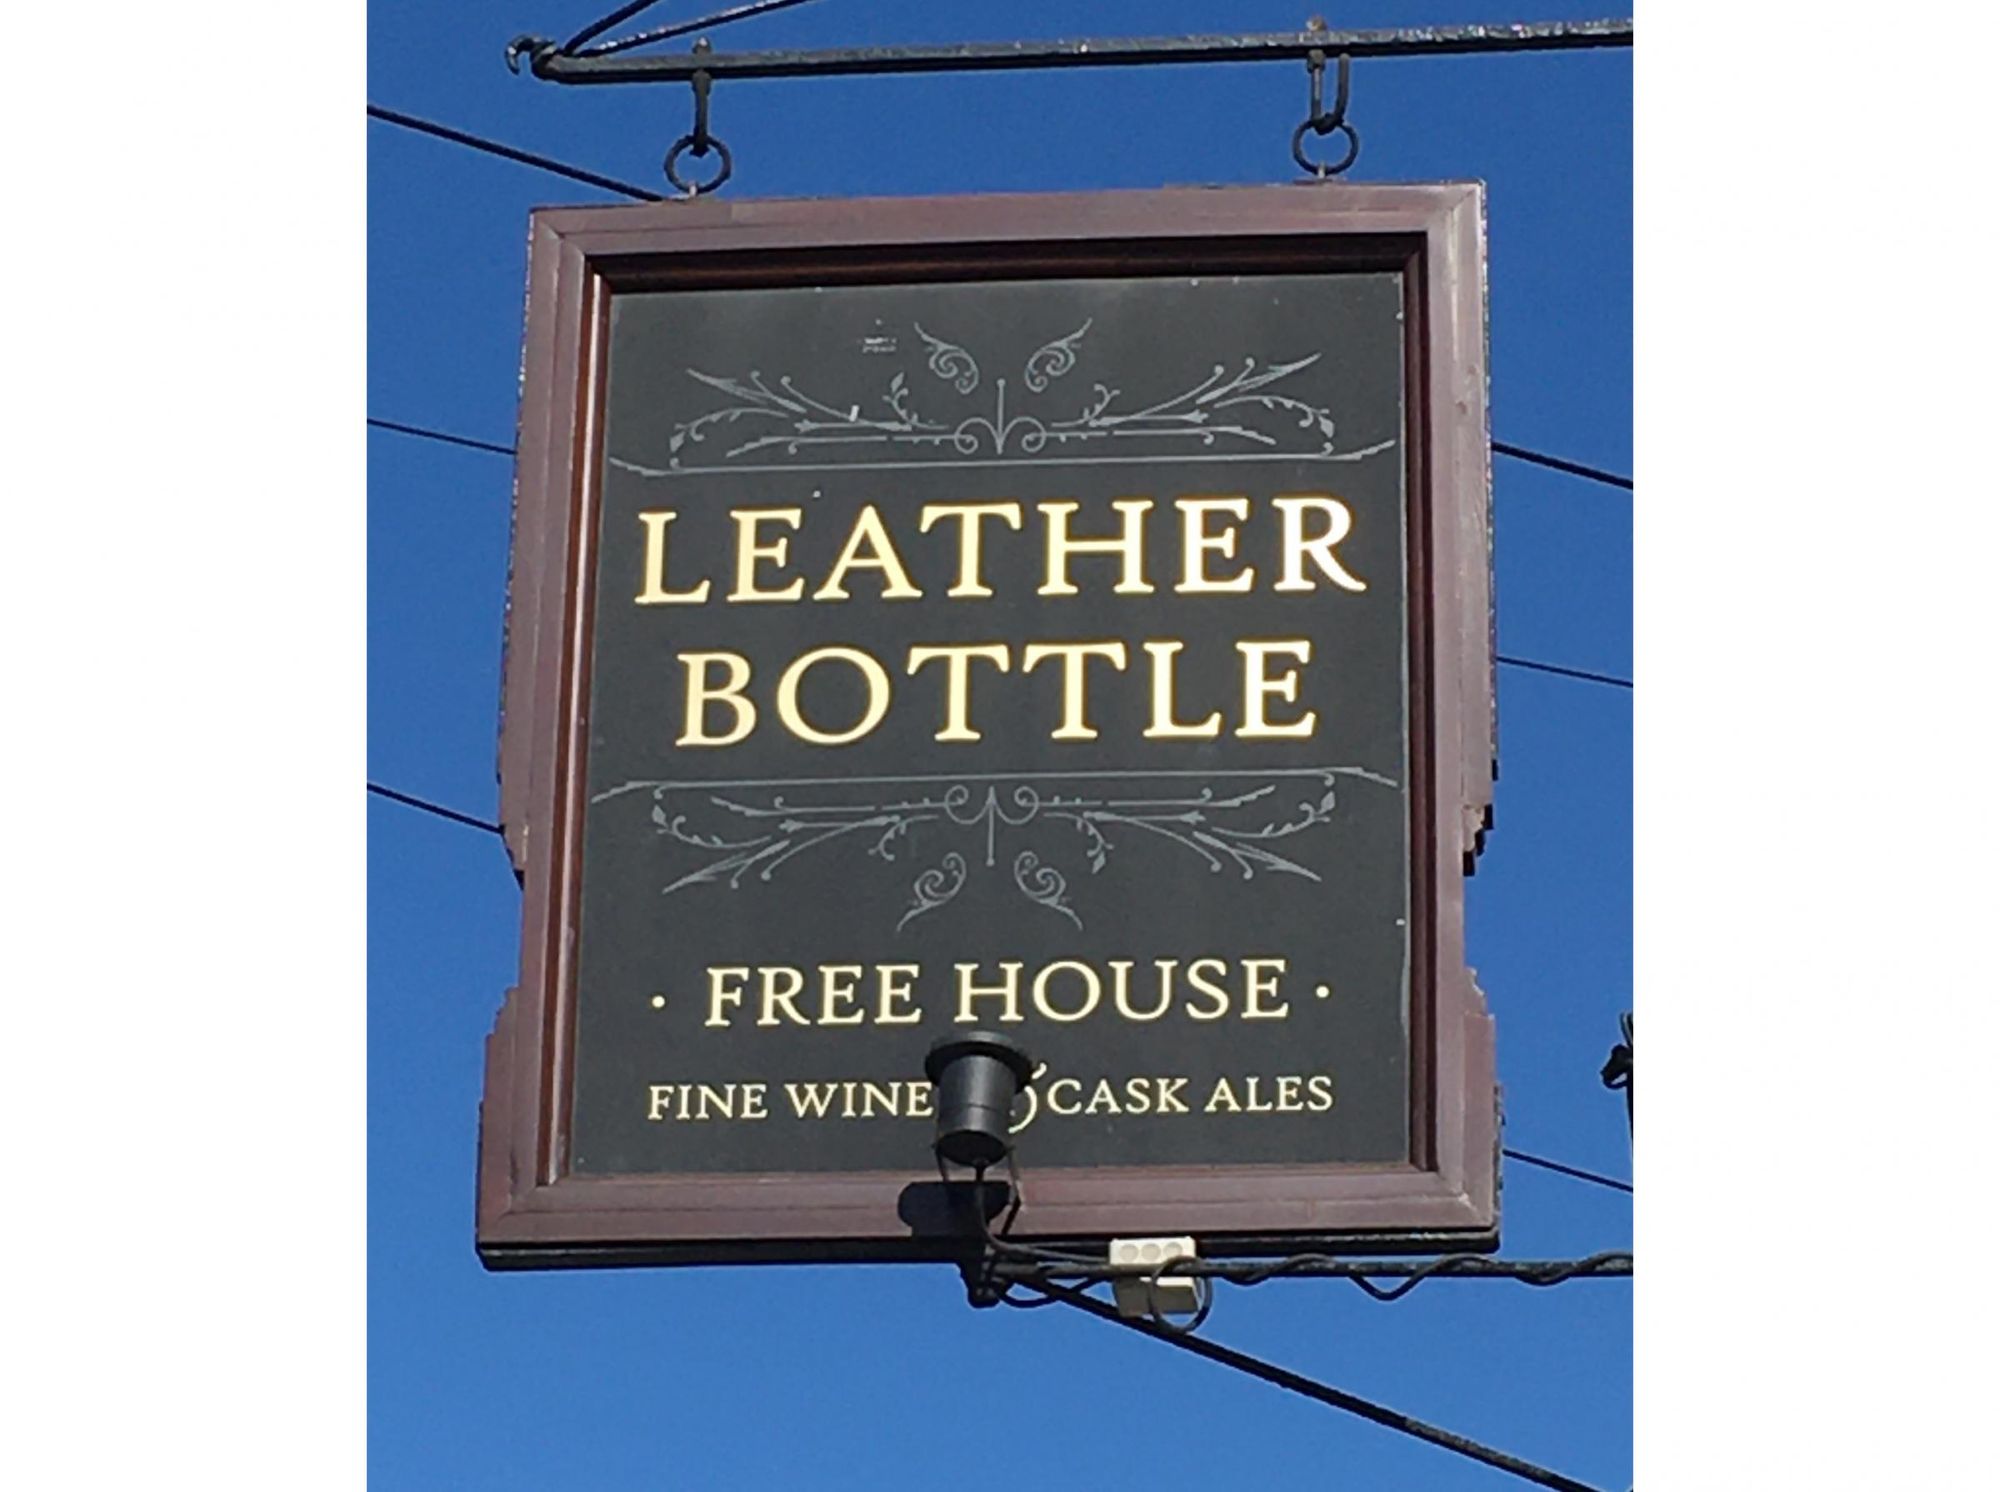 LEATHER
BOTTLE
· FREE HOUSE ·
FINE WINE & CASK ALES